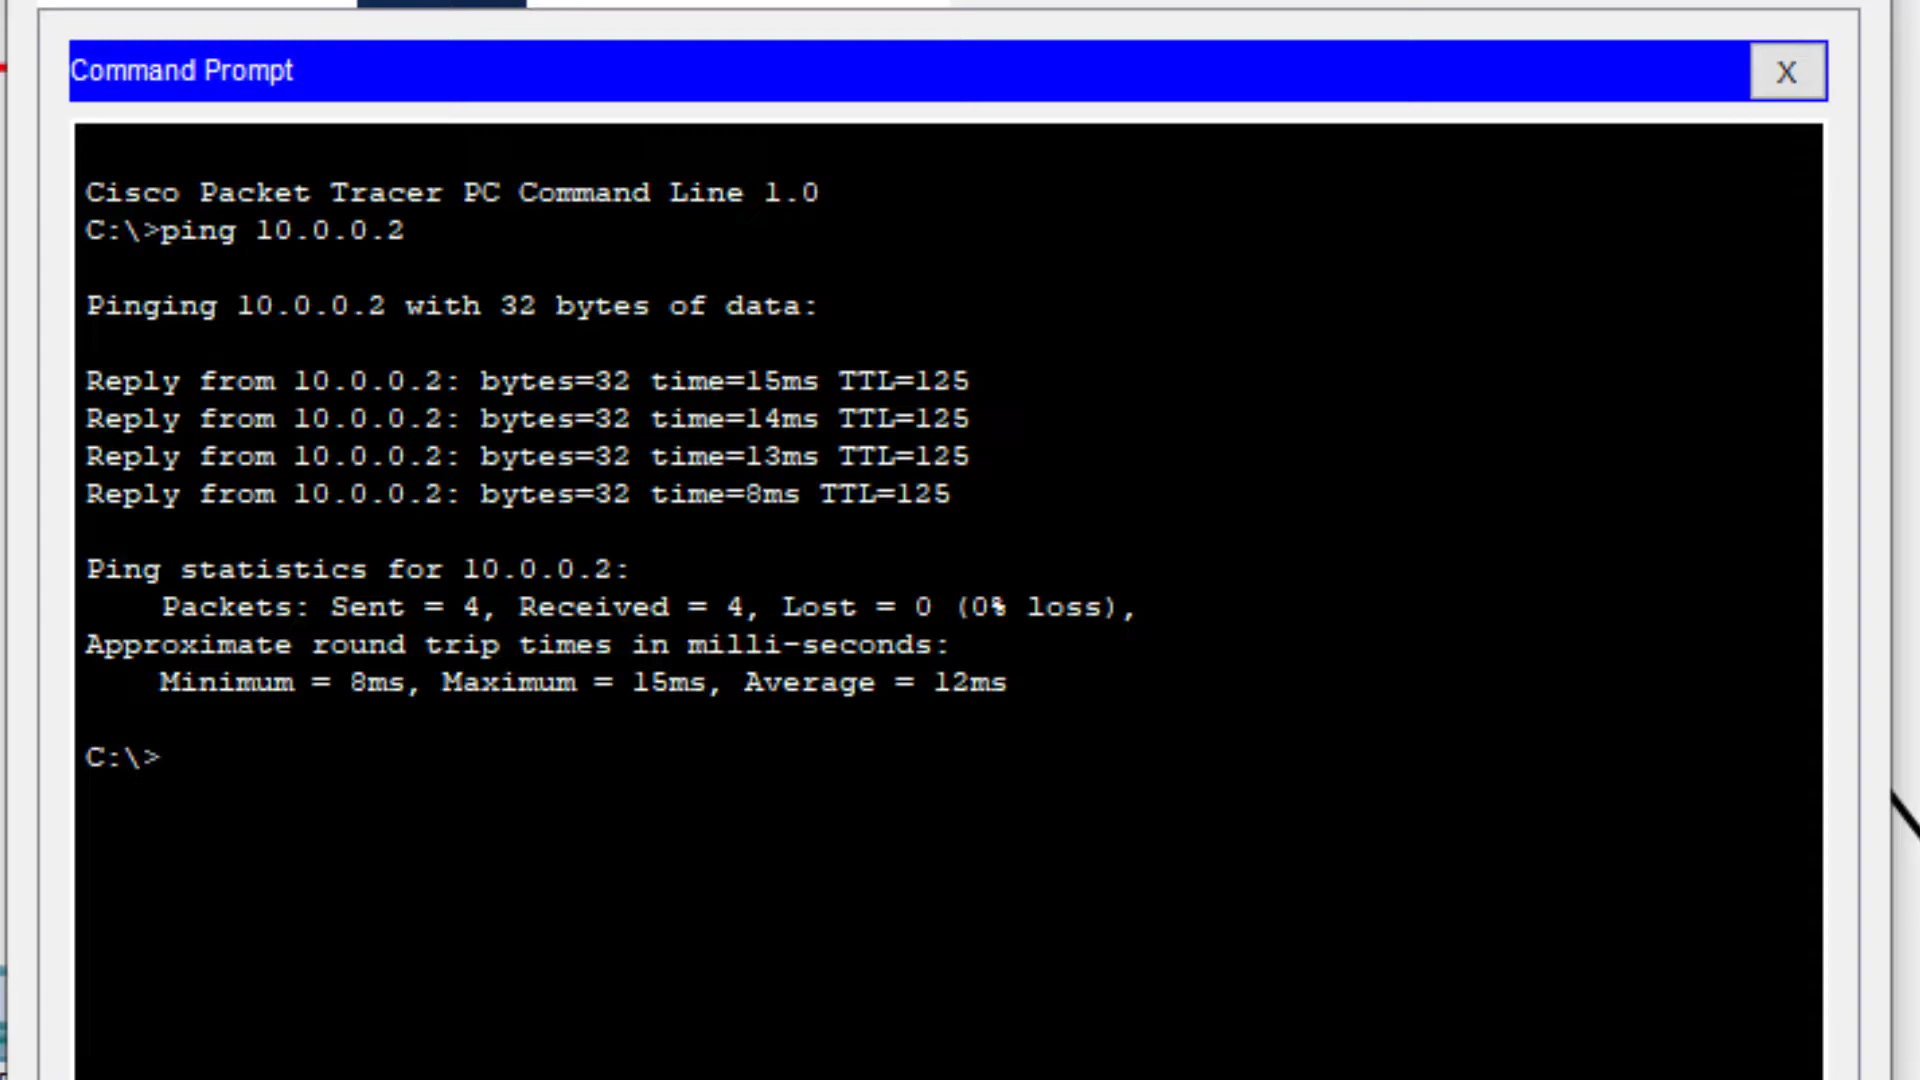 Command Prompt
X
Cisco Packet Tracer PC Command Line 1.0
C:\>ping 10.0.0.2
Pinging 10.0.0.2 with 32 bytes of data:
Reply from 10.0.0.2: bytes=32 time=15ms TTL=125
Reply from 10.0.0.2: bytes=32 time=14ms TTL=125
Reply from 10.0.0.2: bytes=32 time=13ms TTL=125
Reply from 10.0.0.2: bytes=32 time=8ms TTL=125
Ping statistics for 10.0.0.2:
Packets: Sent = 4, Received = 4, Lost = 0 (0% loss),
Approximate round trip times in milli-seconds:
Minimum = 8ms, Maximum = 15ms, Average = 12ms
C:\>